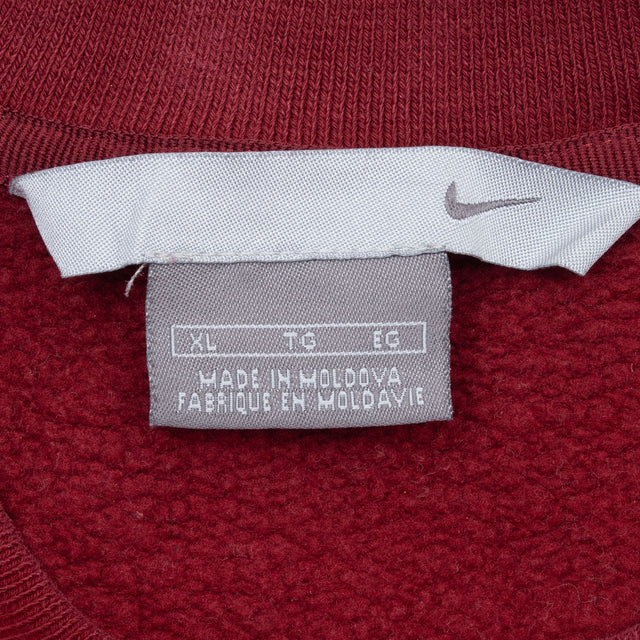 XL TG EG
MADE IN MOLDOVA
FABRIQUE EN MOLDAVIE